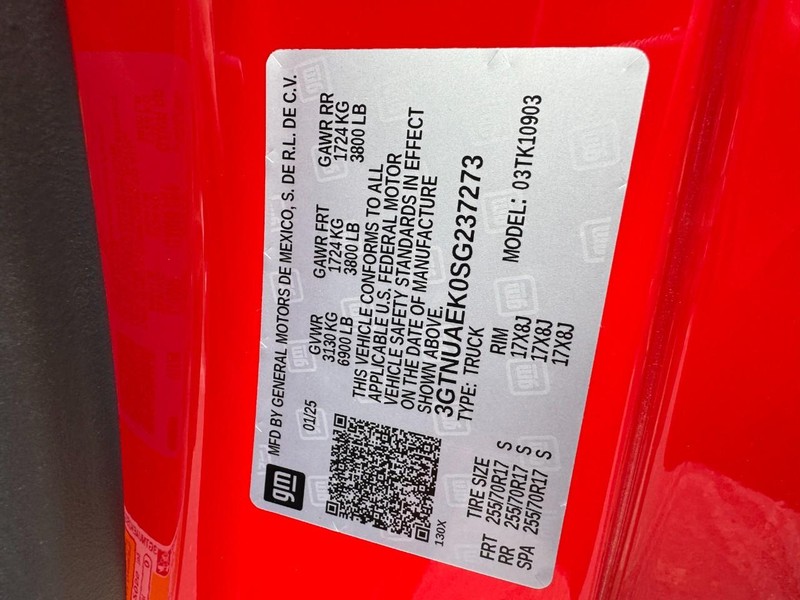 gm MFD BY GENERAL MOTORS DE MEXICO, S. DE R.L. DE C.V.
01/25 GVWR GAWR FRT GAWR RR
3130 KG 1724 KG 1724 KG
6900 LB 3800 LB 3800 LB
THIS VEHICLE CONFORMS TO ALL
APPLICABLE U.S. FEDERAL MOTOR
VEHICLE SAFETY STANDARDS IN EFFECT
ON THE DATE OF MANUFACTURE
SHOWN ABOVE.
3GTNUAEK0SG237273
130X TYPE: TRUCK MODEL: 03TK10903
TIRE SIZE RIM
FRT 255/70R17 S 17X8J
RR 255/70R17 S 17X8J
SPA 255/70R17 S 17X8J